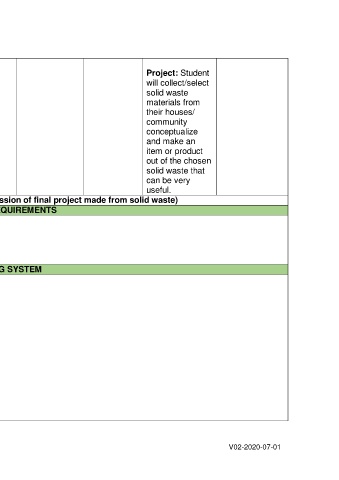 Project: Student
will collect/select
solid waste
materials from
their houses/
community
conceptualize
and make an
item or product
out of the chosen
solid waste that
can be very
useful.
ssion of final project made from solid waste)
QUIREMENTS
G SYSTEM
V02-2020-07-01